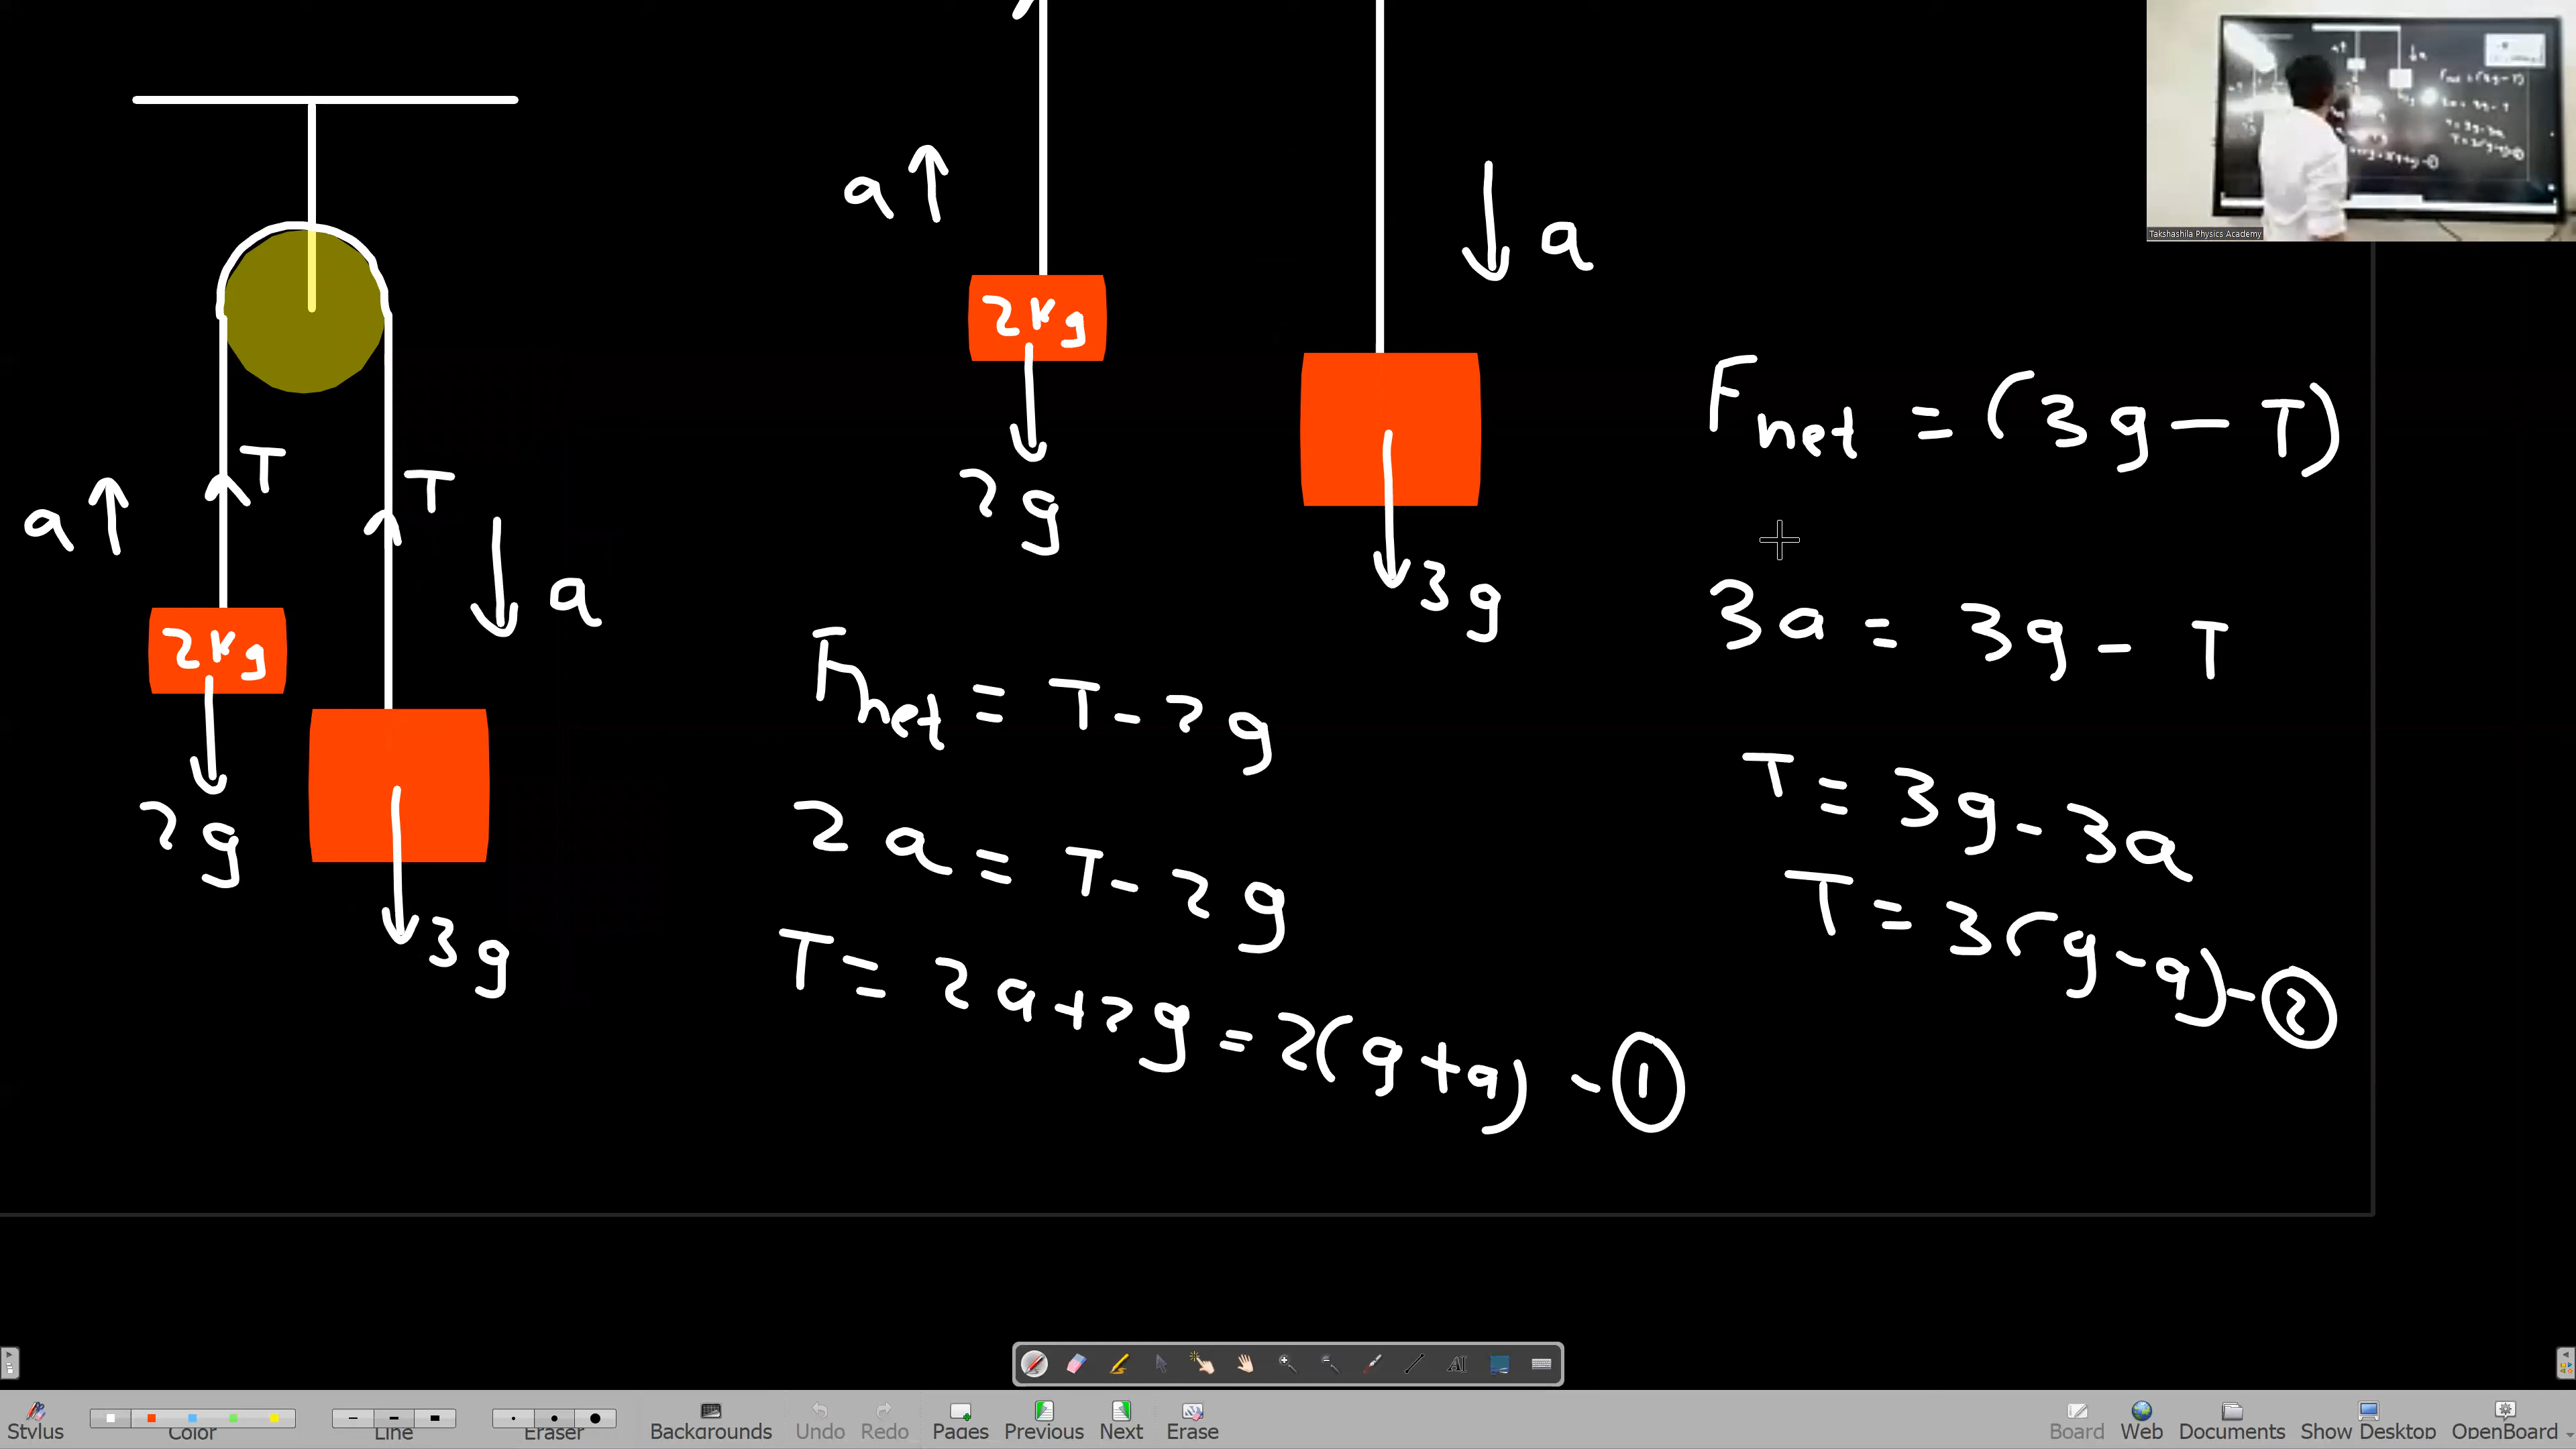 a
T
T
a
2kg
2g
3g
a
a
2kg
2g
3g
Fnet = T - 2g
2a = T - 2g
T = 2a + 2g = 2(g+a) - ①
Fnet = (3g - T)
3a = 3g - T
T = 3g - 3a
T = 3(g-a) - ②
Takshashila Physics Academy
Stylus Color Line Eraser Backgrounds Undo Redo Pages Previous Next Erase Board Web Documents Show Desktop OpenBoard